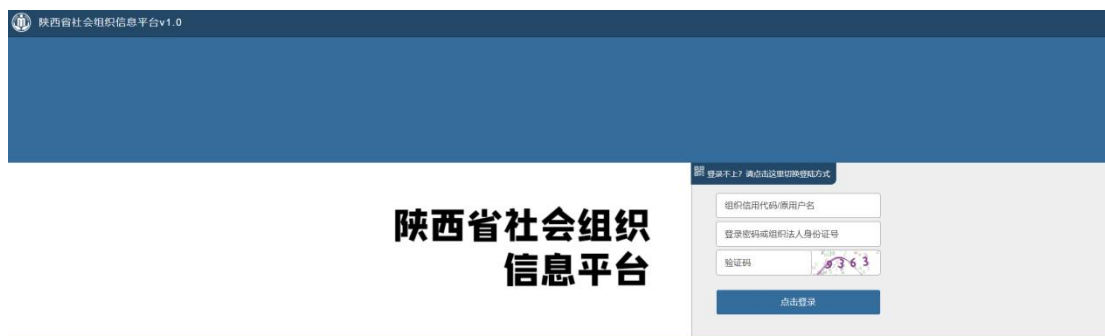 陕西省社会组织信息平台v1.0
登录不上? 请点击这里切换登陆方式
组织信用代码/原用户名
登录密码或组织法人身份证号
验证码 9363
陕西省社会组织
信息平台
点击登录